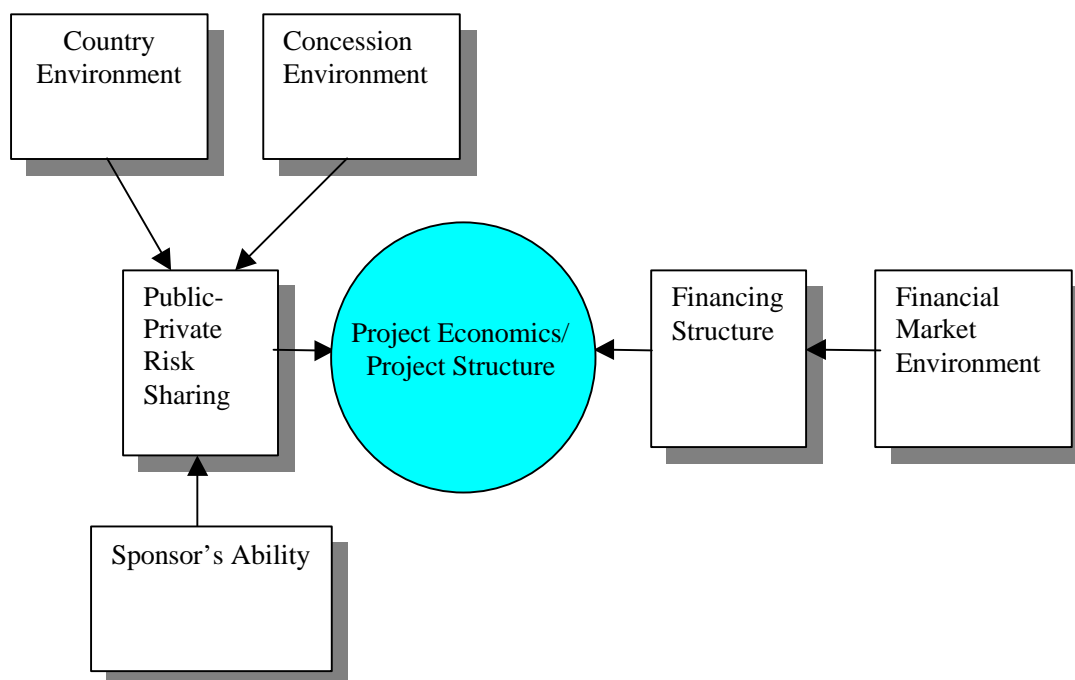 Country
Environment
Concession
Environment
Public-
Private
Risk
Sharing
Project Economics/
Project Structure
Financing
Structure
Financial
Market
Environment
Sponsor’s Ability